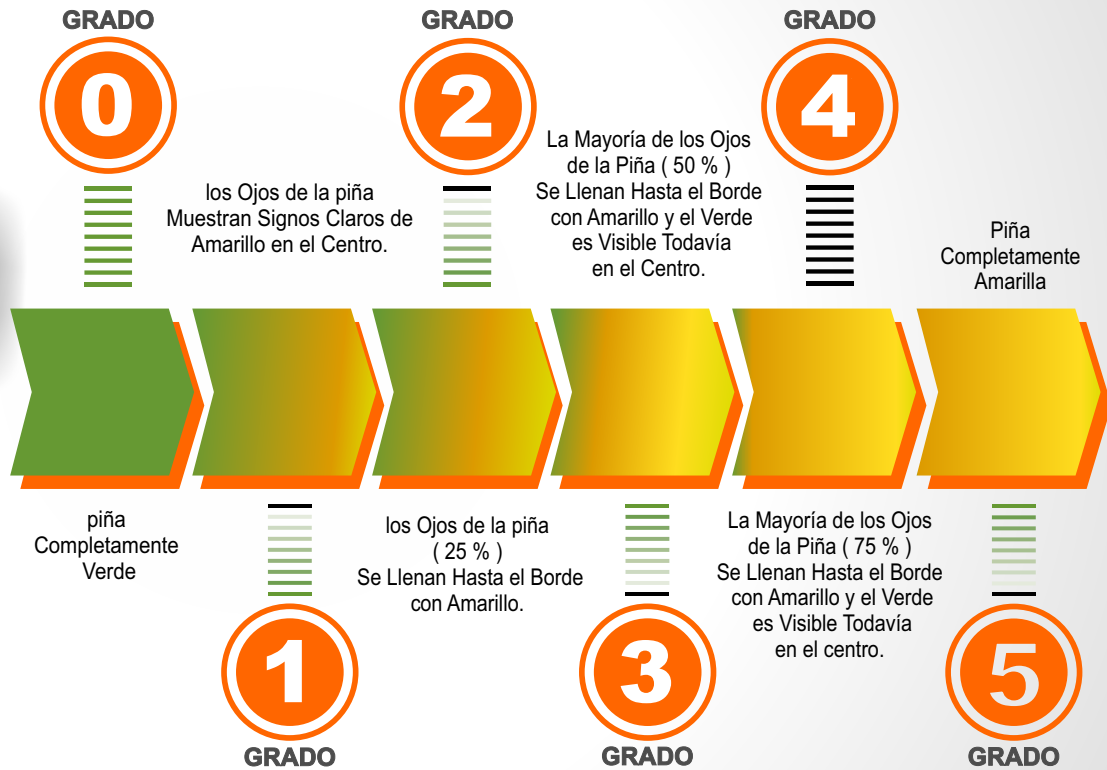 GRADO
0
piña
Completamente
Verde
los Ojos de la piña
Muestran Signos Claros de
Amarillo en el Centro.
1
GRADO
GRADO
2
los Ojos de la piña
( 25 % )
Se Llenan Hasta el Borde
con Amarillo.
La Mayoría de los Ojos
de la Piña ( 50 % )
Se Llenan Hasta el Borde
con Amarillo y el Verde
es Visible Todavía
en el Centro.
3
GRADO
GRADO
4
La Mayoría de los Ojos
de la Piña ( 75 % )
Se Llenan Hasta el Borde
con Amarillo y el Verde
es Visible Todavía
en el centro.
Piña
Completamente
Amarilla
5
GRADO